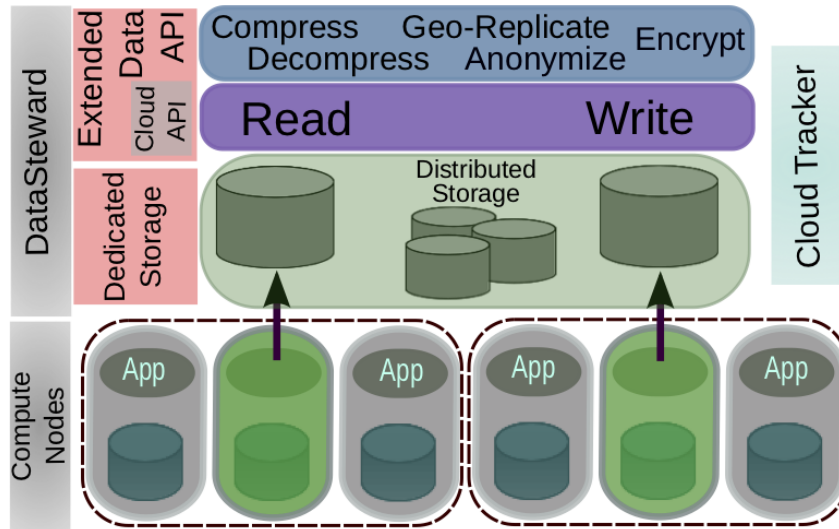 DataSteward
Extended
Data
API
Cloud
API
Compress
Geo-Replicate
Encrypt
Decompress
Anonymize
Read
Write
Dedicated
Storage
Distributed
Storage
Cloud Tracker
Compute
Nodes
App
App
App
App